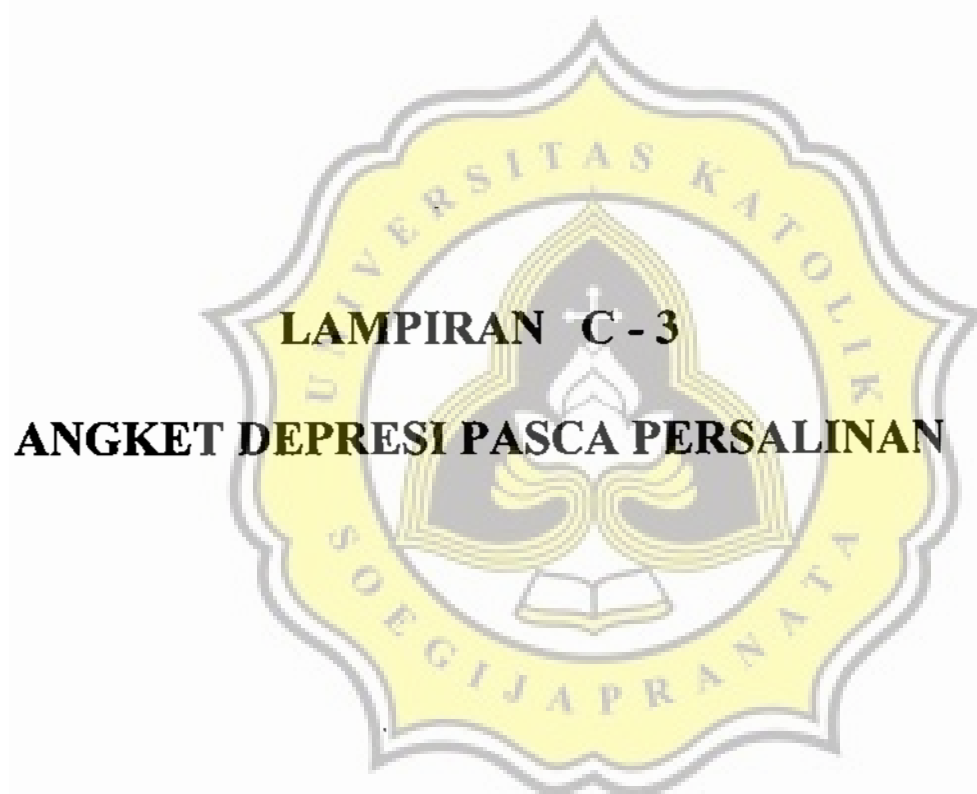 UNIVERSITAS KATOLIK
LAMPIRAN C - 3
ANGKET DEPRESI PASCA PERSALINAN
SOEGIJAPRANATA